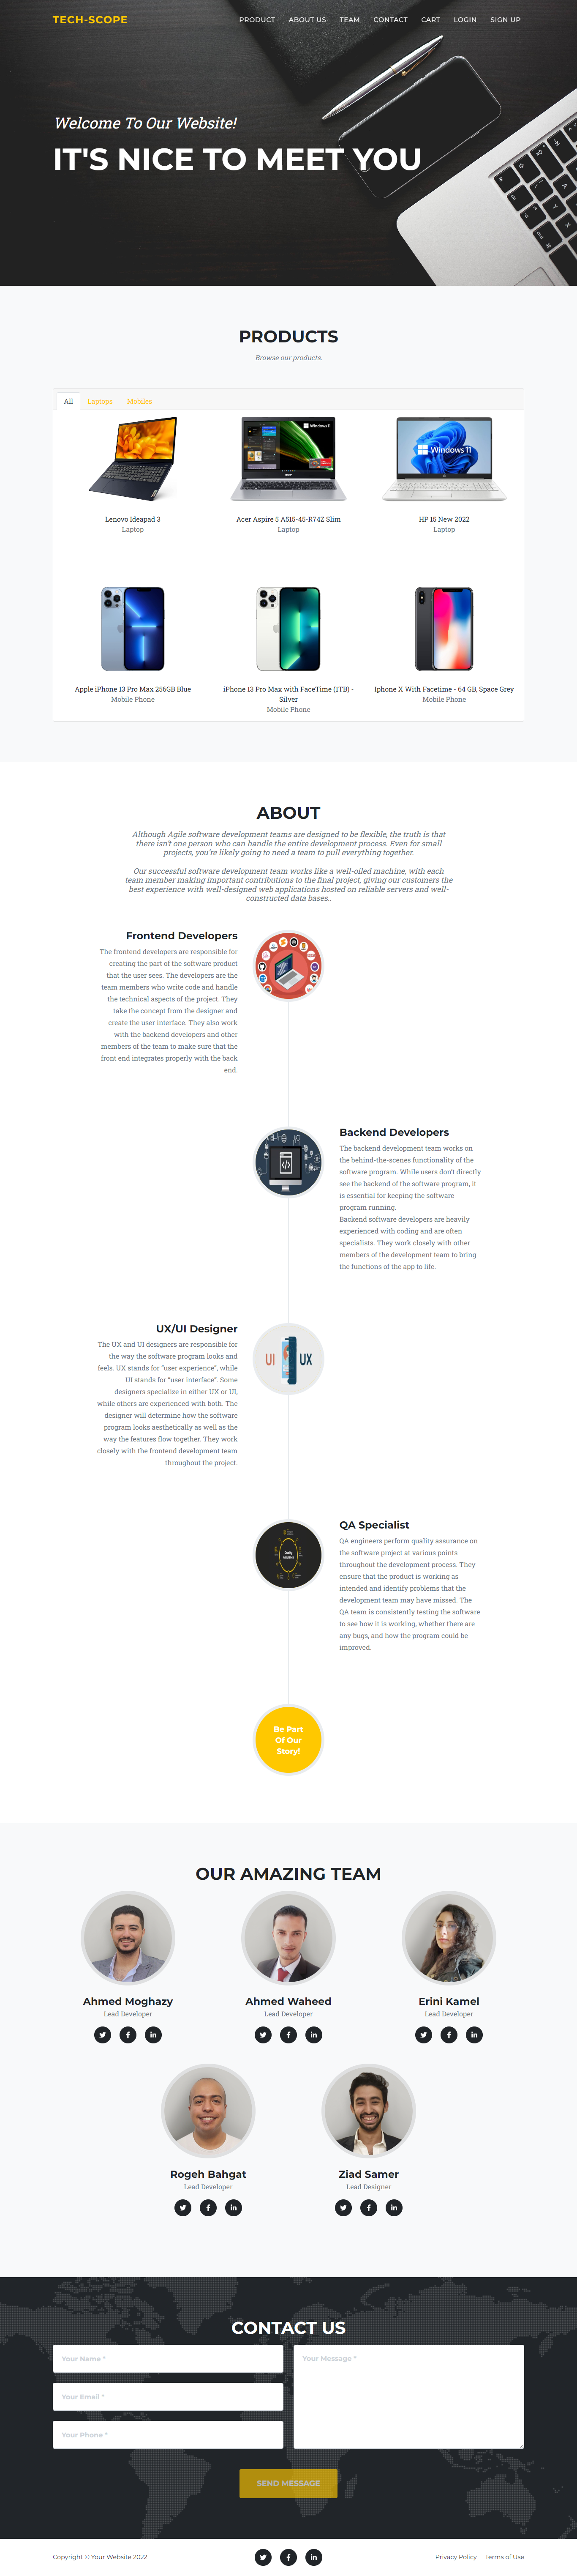 TECH-SCOPE
PRODUCT ABOUT US TEAM CONTACT CART LOGIN SIGN UP
Welcome To Our Website!
IT'S NICE TO MEET YOU
PRODUCTS
Browse our products.
All Laptops Mobiles
Windows 11
Windows 11
Lenovo Ideapad 3
Laptop
Acer Aspire 5 A515-45-R74Z Slim
Laptop
HP 15 New 2022
Laptop
Apple iPhone 13 Pro Max 256GB Blue
Mobile Phone
iPhone 13 Pro Max with FaceTime (1TB) -
Silver
Mobile Phone
Iphone X With Facetime - 64 GB, Space Grey
Mobile Phone
ABOUT
Although Agile software development teams are designed to be flexible, the truth is that
there isn't one person who can handle the entire development process. Even for small
projects, you're likely going to need a team to pull everything together.
Our successful software development team works like a well-oiled machine, with each
team member making important contributions to the final project, giving our customers the
best experience with well-designed web applications hosted on reliable servers and well-
constructed data bases..
Frontend Developers
The frontend developers are responsible for
creating the part of the software product
that the user sees. The developers are the
team members who write code and handle
the technical aspects of the project. They
take the concept from the designer and
create the user interface. They also work
with the backend developers and other
members of the team to make sure that the
front end integrates properly with the back
end.
Backend Developers
The backend development team works on
the behind-the-scenes functionality of the
software program. While users don't directly
see the backend of the software program, it
is essential for keeping the software
program running.
Backend software developers are heavily
experienced with coding and are often
specialists. They work closely with other
members of the development team to bring
the functions of the app to life.
UX/UI Designer
The UX and UI designers are responsible for
the way the software program looks and
feels. UX stands for “user experience”, while
UI stands for “user interface”. Some
designers specialize in either UX or UI,
while others are experienced with both. The
designer will determine how the software
program looks aesthetically as well as the
way the features flow together. They work
closely with the frontend development team
throughout the project.
UI UX
QA Specialist
QA engineers perform quality assurance on
the software project at various points
throughout the development process. They
ensure that the product is working as
intended and identify problems that the
development team may have missed. The
QA team is consistently testing the software
to see how it is working, whether there are
any bugs, and how the program could be
improved.
Quality
Assurance
Be Part
Of Our
Story!
OUR AMAZING TEAM
Ahmed Moghazy
Lead Developer
Ahmed Waheed
Lead Developer
Erini Kamel
Lead Developer
Rogeh Bahgat
Lead Developer
Ziad Samer
Lead Designer
CONTACT US
Your Name *
Your Email *
Your Phone *
Your Message *
SEND MESSAGE
Copyright © Your Website 2022
Privacy Policy Terms of Use